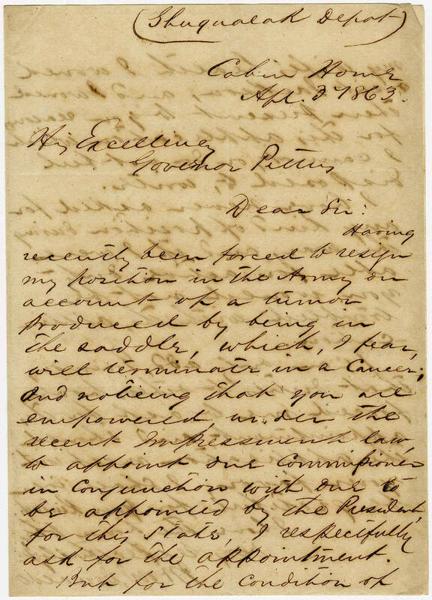 (Shuqualak Depot)
Cabin Home
Apl. 3d 1863.
His Excellency
Governor Pettus
Dear Sir:
Having
recently been forced to resign
my position in the Army on
account of a tumor
produced by being in
the saddle, which, I fear,
will terminate in a Cancer;
and noticing that you are
empowered under the
recent Impressment law,
to appoint one Commissioner
in conjunction with one to
be appointed by the President,
for this State, I respectfully
ask for the appointment.
But for the condition of